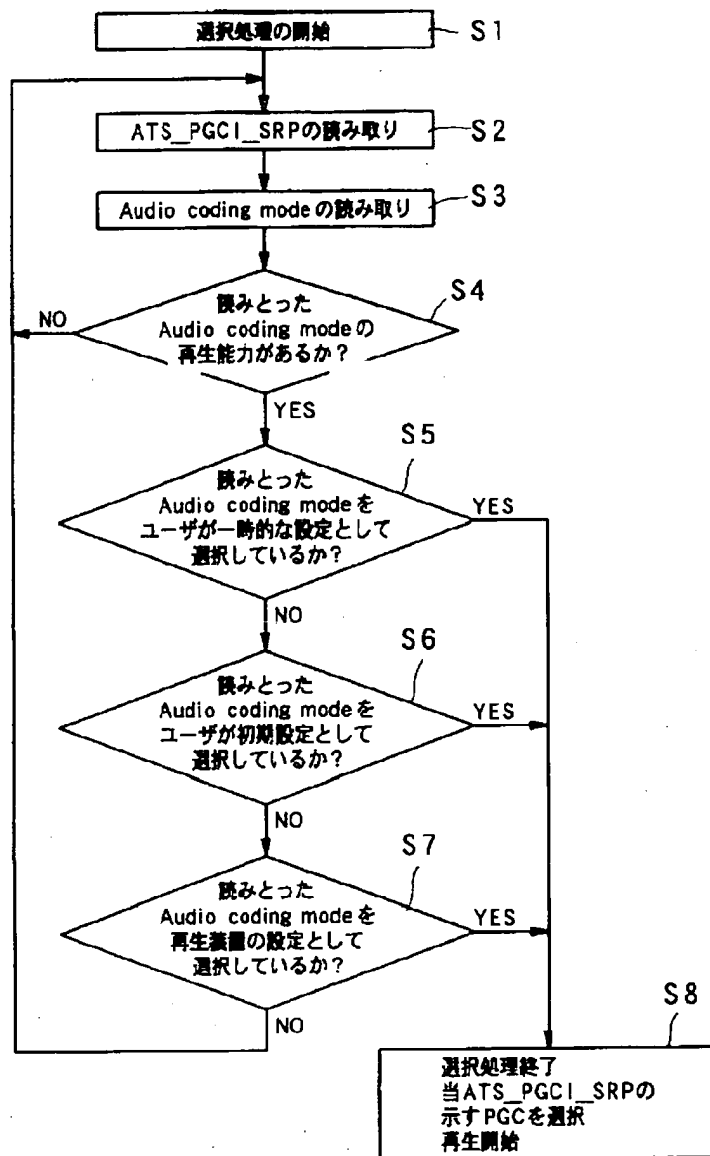 選択処理の開始
S1
ATS_PGCI_SRPの読み取り
S2
Audio coding modeの読み取り
S3
読みとった
Audio coding modeの
再生能力があるか?
S4
NO
YES
読みとった
Audio coding modeを
ユーザが一時的な設定として
選択しているか?
S5
YES
NO
読みとった
Audio coding modeを
ユーザが初期設定として
選択しているか?
S6
YES
NO
読みとった
Audio coding modeを
再生装置の設定として
選択しているか?
S7
YES
NO
S8
選択処理終了
当ATS_PGCI_SRPの
示すPGCを選択
再生開始